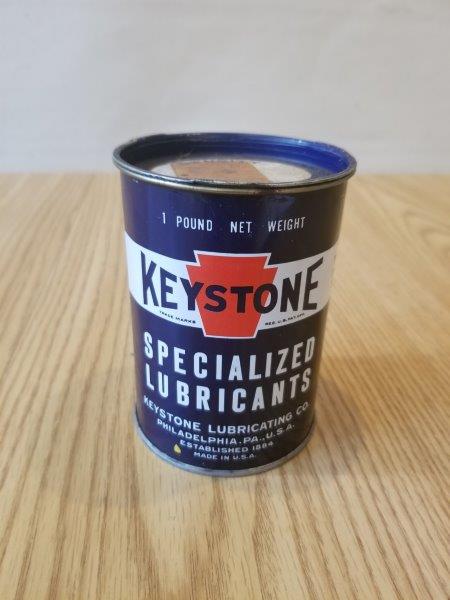 1 POUND NET WEIGHT
KEYSTONE
TRADE MARKS REG. U.S. PAT. OFF.
SPECIALIZED
LUBRICANTS
KEYSTONE LUBRICATING CO.
PHILADELPHIA, PA., U.S.A.
ESTABLISHED 1884
MADE IN U.S.A.